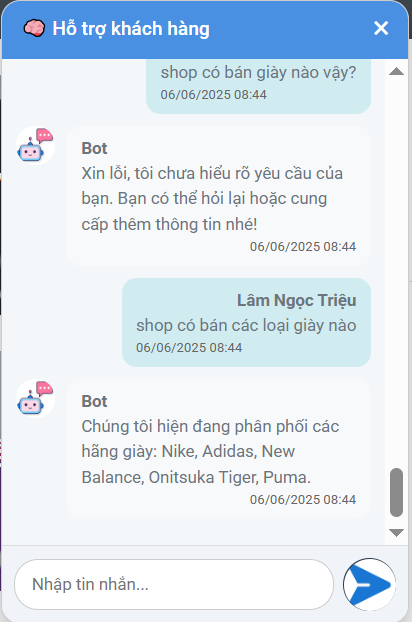 Hỗ trợ khách hàng
shop có bán giày nào vậy?
06/06/2025 08:44
Bot
Xin lỗi, tôi chưa hiểu rõ yêu cầu của
bạn. Bạn có thể hỏi lại hoặc cung
cấp thêm thông tin nhé!
06/06/2025 08:44
Lâm Ngọc Triệu
shop có bán các loại giày nào
06/06/2025 08:44
Bot
Chúng tôi hiện đang phân phối các
hãng giày: Nike, Adidas, New
Balance, Onitsuka Tiger, Puma.
06/06/2025 08:44
Nhập tin nhắn...